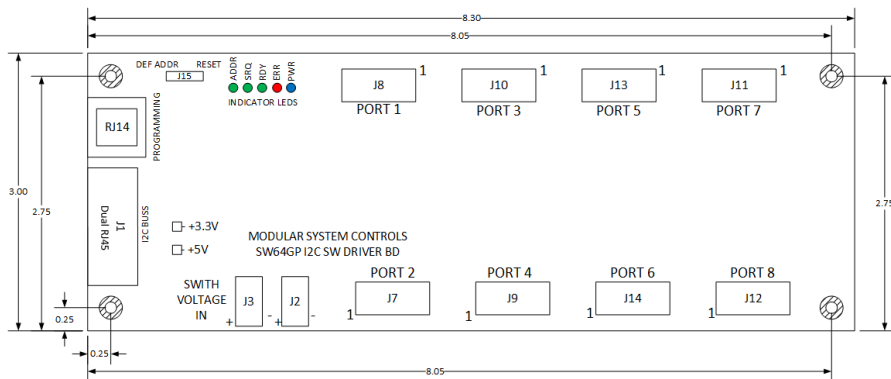 8.30
8.05
DEF ADDR RESET
J15
ADDR
SRQ
RDY
ERR
PWR
INDICATOR LEDS
J8
1
PORT 1
J10
1
PORT 3
J13
1
PORT 5
J11
1
PORT 7
RJ14
PROGRAMMING
3.00
2.75
2.75
J1
Dual RJ45
I2C BUSS
+3.3V
+5V
MODULAR SYSTEM CONTROLS
SW64GP I2C SW DRIVER BD
SWITH
VOLTAGE
IN
J3
+ -
J2
+ -
PORT 2
J7
1
PORT 4
J9
1
PORT 6
J14
1
PORT 8
J12
1
0.25
0.25
8.05